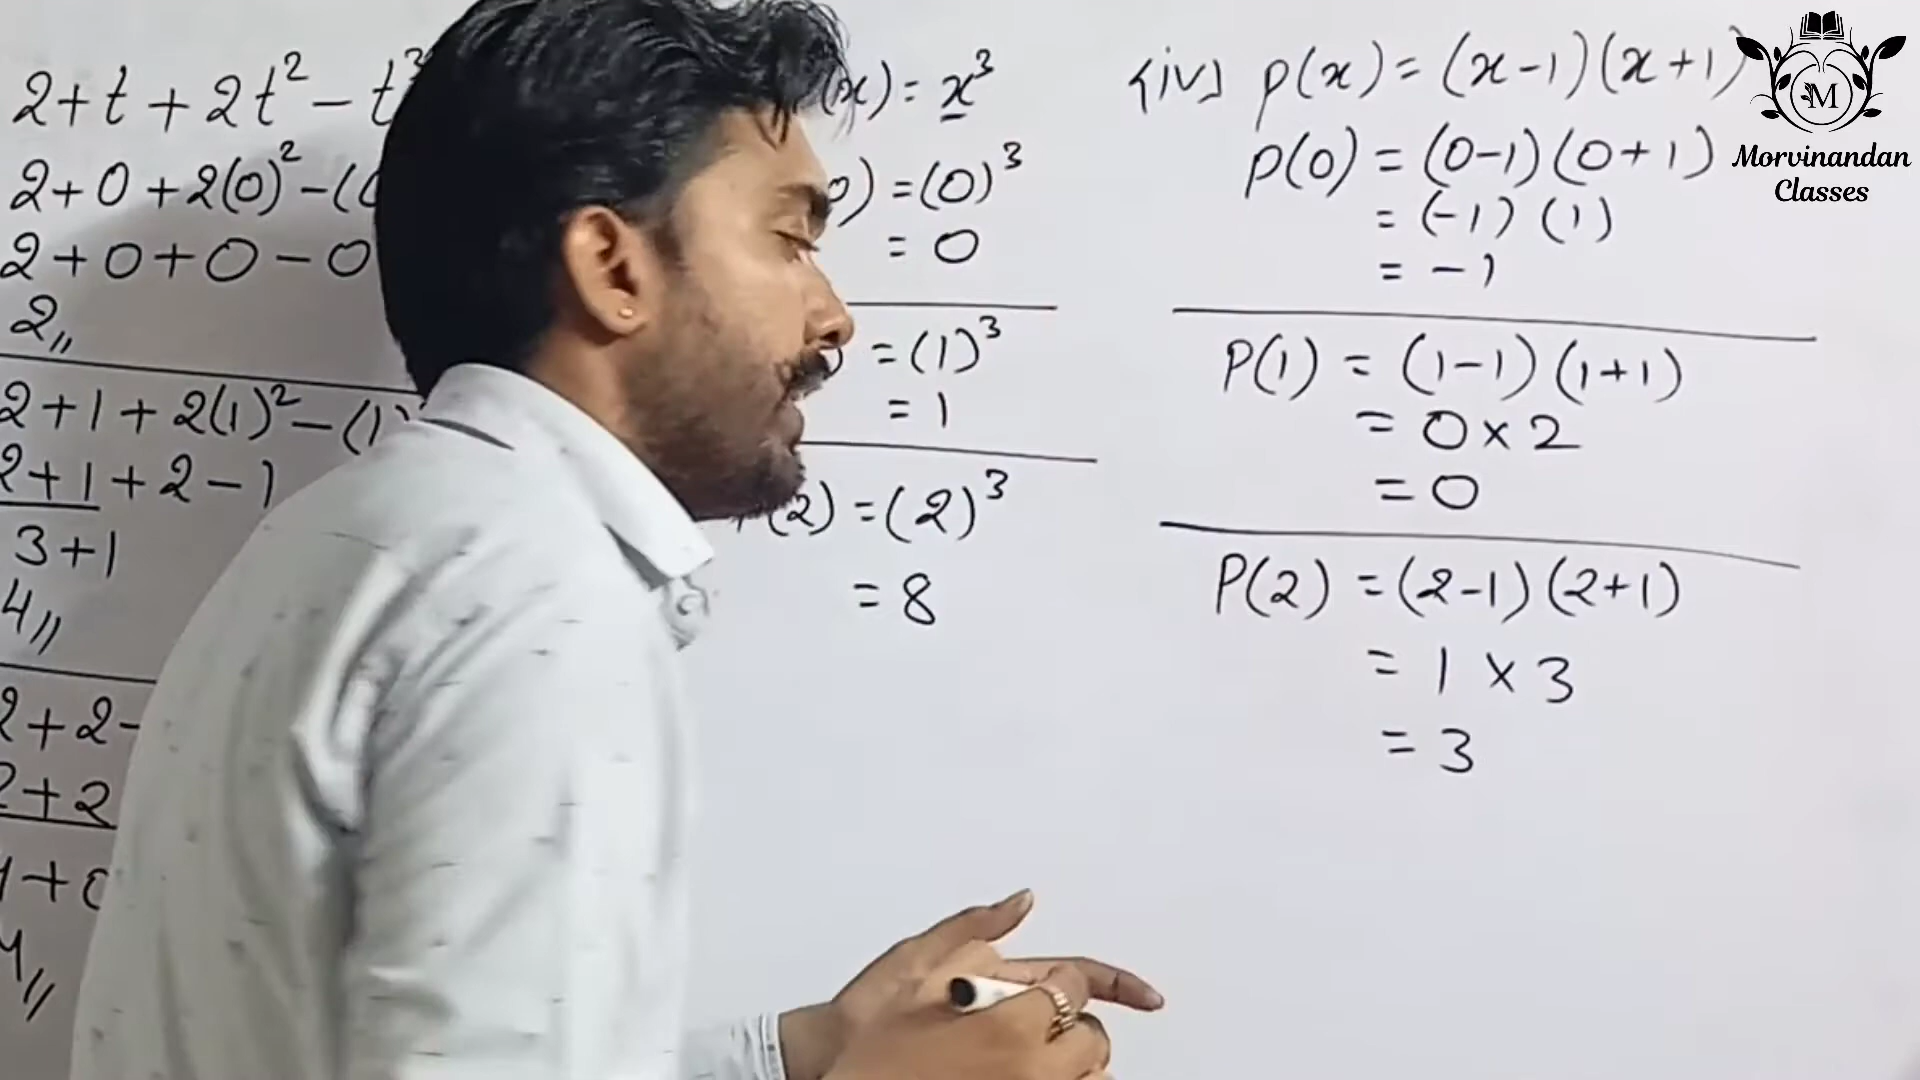 2+t+2t²-t³
2+0+2(0)²-(
2+0+0-0
2,,
2+1+2(1)²-(1)
2+1+2-1
3+1
4,,
2+2-
2+2
4+0
4,,
(x)=x³
0)=(0)³
=0
)=(1)³
=1
(2)=(2)³
=8
(iv) p(x)=(x-1)(x+1)
p(0)=(0-1)(0+1)
=(-1)(1)
=-1
P(1)=(1-1)(1+1)
=0×2
=0
P(2)=(2-1)(2+1)
=1×3
=3
M
Morvinandan
Classes